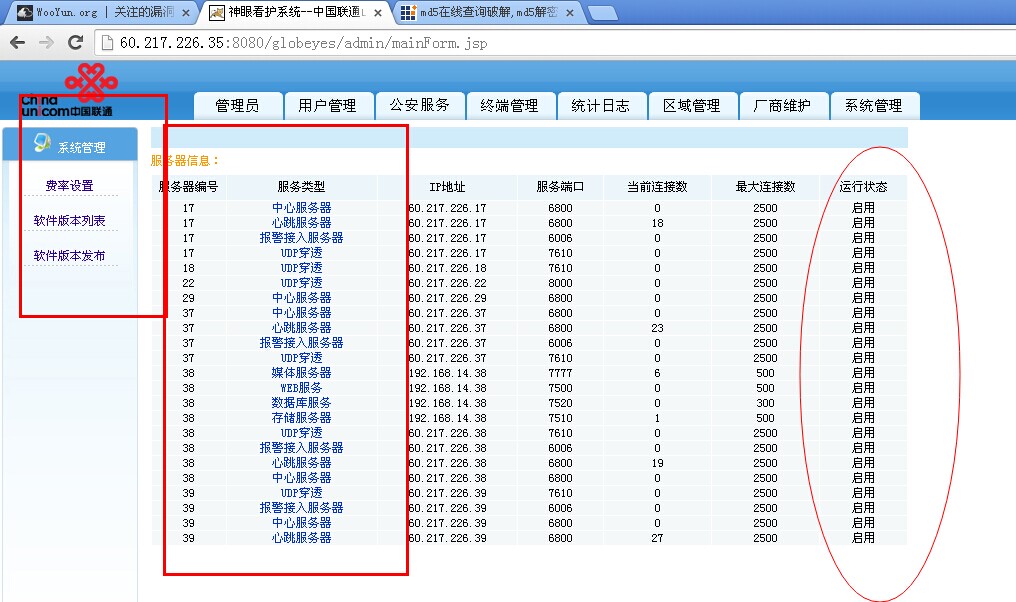 WooYun.org | 关注的漏洞 神眼看护系统--中国联通 md5在线查询破解,md5解密
60.217.226.35:8080/globeyes/admin/mainForm.jsp
China
unicom中国联通
管理员 用户管理 公安服务 终端管理 统计日志 区域管理 厂商维护 系统管理
系统管理
费率设置
软件版本列表
软件版本发布
服务器信息：
服务器编号 服务类型 IP地址 服务端口 当前连接数 最大连接数 运行状态
17 中心服务器 60.217.226.17 6800 0 2500 启用
17 心跳服务器 60.217.226.17 6800 18 2500 启用
17 报警接入服务器 60.217.226.17 6006 0 2500 启用
17 UDP穿透 60.217.226.17 7610 0 2500 启用
18 UDP穿透 60.217.226.18 7610 0 2500 启用
22 UDP穿透 60.217.226.22 8000 0 2500 启用
29 中心服务器 60.217.226.29 6800 0 2500 启用
37 中心服务器 60.217.226.37 6800 0 2500 启用
37 心跳服务器 60.217.226.37 6800 23 2500 启用
37 报警接入服务器 60.217.226.37 6006 0 2500 启用
37 UDP穿透 60.217.226.37 7610 0 2500 启用
38 媒体服务器 192.168.14.38 7777 6 500 启用
38 WEB服务 192.168.14.38 7500 0 500 启用
38 数据库服务 192.168.14.38 7520 0 300 启用
38 存储服务器 192.168.14.38 7510 1 500 启用
38 UDP穿透 60.217.226.38 7610 0 2500 启用
38 报警接入服务器 60.217.226.38 6006 0 2500 启用
38 心跳服务器 60.217.226.38 6800 19 2500 启用
38 中心服务器 60.217.226.38 6800 0 2500 启用
39 UDP穿透 60.217.226.39 7610 0 2500 启用
39 报警接入服务器 60.217.226.39 6006 0 2500 启用
39 中心服务器 60.217.226.39 6800 0 2500 启用
39 心跳服务器 60.217.226.39 6800 27 2500 启用